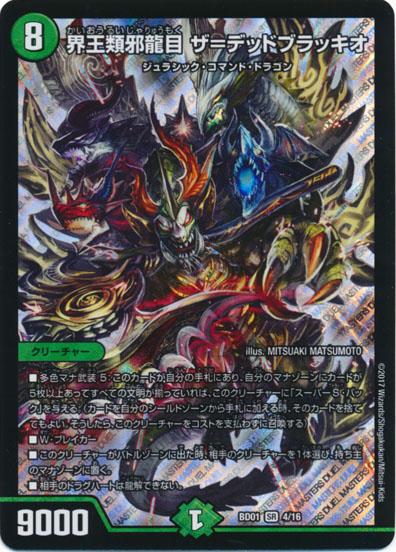 8
かいおうるいじゃりゅうもく
界王類邪龍目 ザ=デッドブラッキオ
ジュラシック・コマンド・ドラゴン
クリーチャー
illus. MITSUAKI MATSUMOTO
■多色マナ武装 5:このカードが自分の手札にあり、自分のマナゾーンにカードが
5枚以上あってすべての文明が揃っていれば、このクリーチャーに「スーパーS・バッ
ク」を与える。(カードを自分のシールドゾーンから手札に加える時、そのカードを捨て
てもよい。そうしたら、このクリーチャーをコストを支払わずに召喚する)
■W・ブレイカー
■このクリーチャーがバトルゾーンに出た時、相手のクリーチャーを1体選び、持ち主
のマナゾーンに置く。
■相手のドラグハートは龍解できない。
©2017 Wizards/Shogakukan/Mitsui-Kids
9000
BD01 SR 4/16
DUEL MASTERS